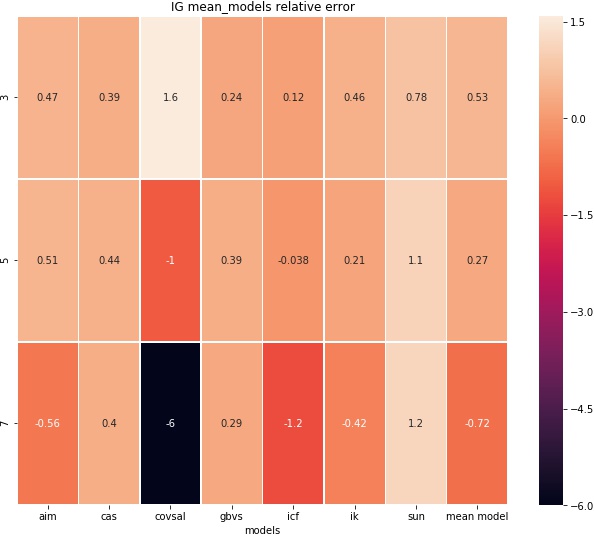 IG mean_models relative error
3 0.47 0.39 1.6 0.24 0.12 0.46 0.78 0.53
5 0.51 0.44 -1 0.39 -0.038 0.21 1.1 0.27
7 -0.56 0.4 -6 0.29 -1.2 -0.42 1.2 -0.72
aim cas covsal gbvs icf ik sun mean model
models
1.5
0.0
−1.5
−3.0
−4.5
−6.0